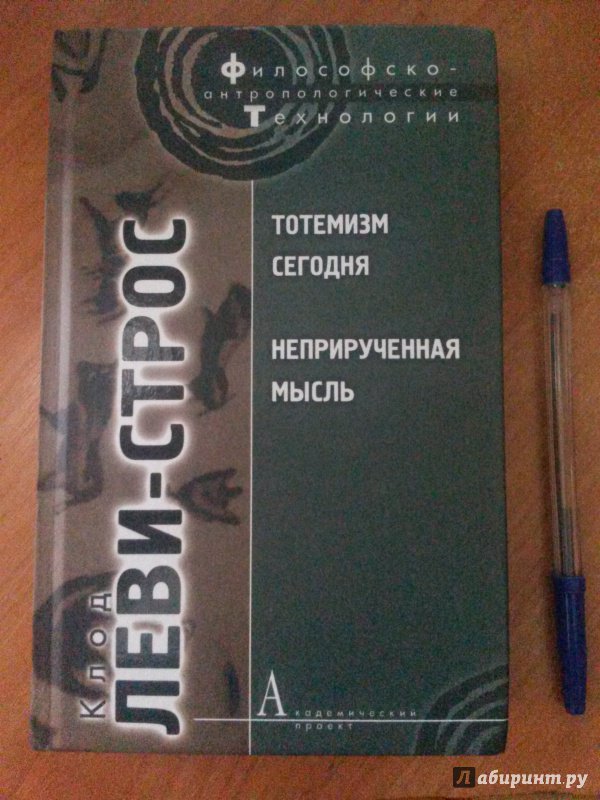 Философско-
антропологические
Технологии
Клод
ЛЕВИ-СТРОС
ТОТЕМИЗМ
СЕГОДНЯ
НЕПРИРУЧЕННАЯ
МЫСЛЬ
Академический
проект
Лабиринт.ру